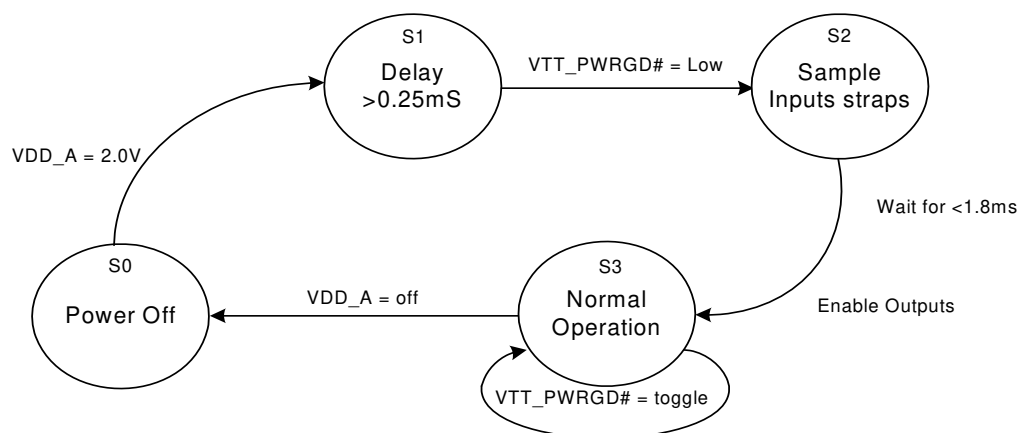 S1
Delay
>0.25mS
VTT_PWRGD# = Low
S2
Sample
Inputs straps
VDD_A = 2.0V
Wait for <1.8ms
S0
Power Off
VDD_A = off
S3
Normal
Operation
Enable Outputs
VTT_PWRGD# = toggle